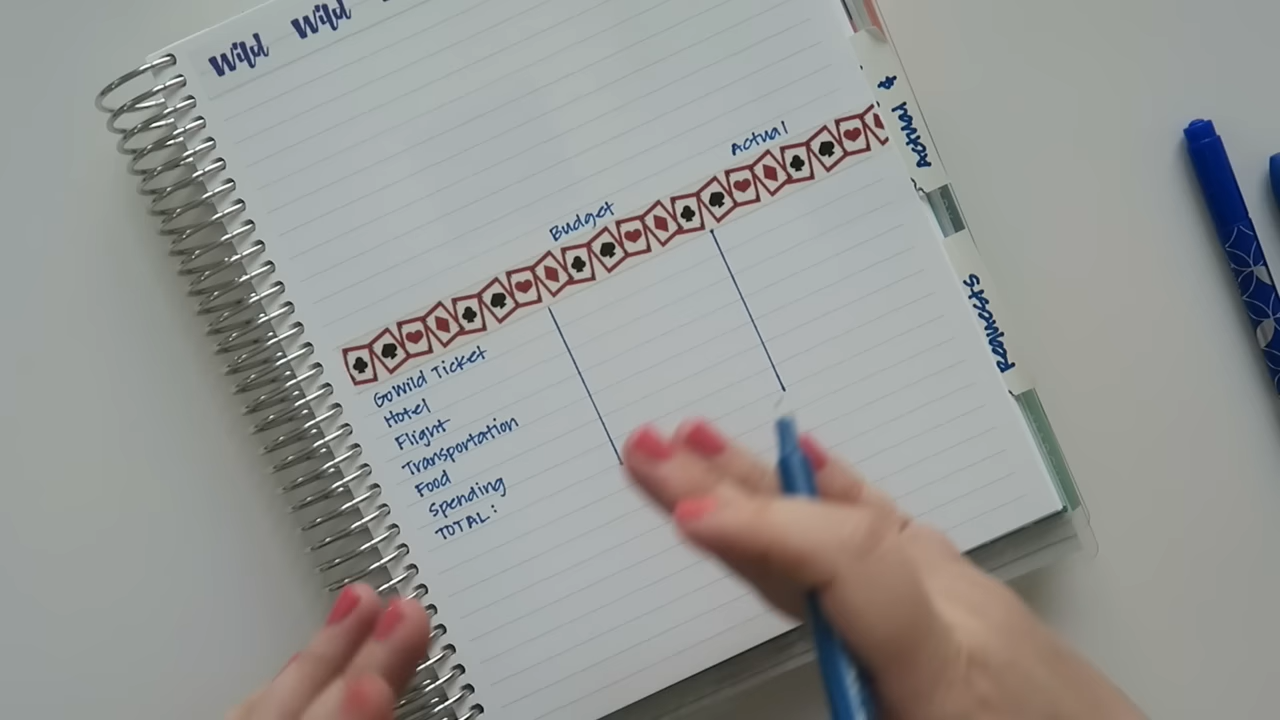 Wild Wild
Budget
Actual
GoWild Ticket
Hotel
Flight
Transportation
Food
Spending
TOTAL:
Actual &
Requests